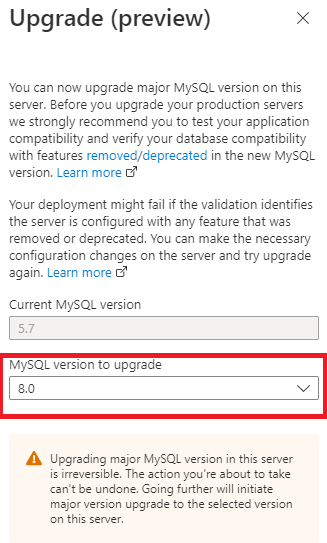 Upgrade (preview)
You can now upgrade major MySQL version on this
server. Before you upgrade your production servers
we strongly recommend you to test your application
compatibility and verify your database compatibility
with features removed/deprecated in the new MySQL
version. Learn more
Your deployment might fail if the validation identifies
the server is configured with any feature that was
removed or deprecated. You can make the necessary
configuration changes on the server and try upgrade
again. Learn more
Current MySQL version
5.7
MySQL version to upgrade
8.0
Upgrading major MySQL version in this server
is irreversible. The action you're about to take
can't be undone. Going further will initiate
major version upgrade to the selected version
on this server.